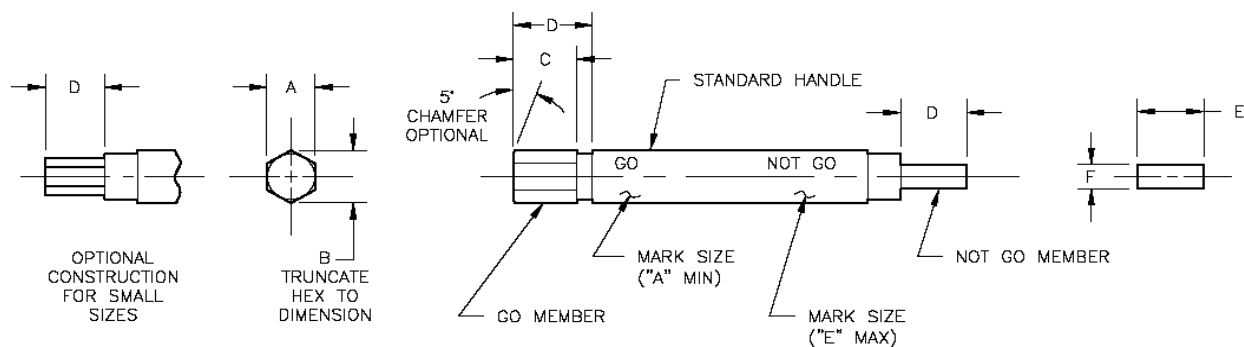 D
A
D
C
5°
CHAMFER
OPTIONAL
STANDARD HANDLE
D
E
F
GO
NOT GO
OPTIONAL
CONSTRUCTION
FOR SMALL
SIZES
B
TRUNCATE
HEX TO
DIMENSION
GO MEMBER
MARK SIZE
("A" MIN)
MARK SIZE
("E" MAX)
NOT GO MEMBER